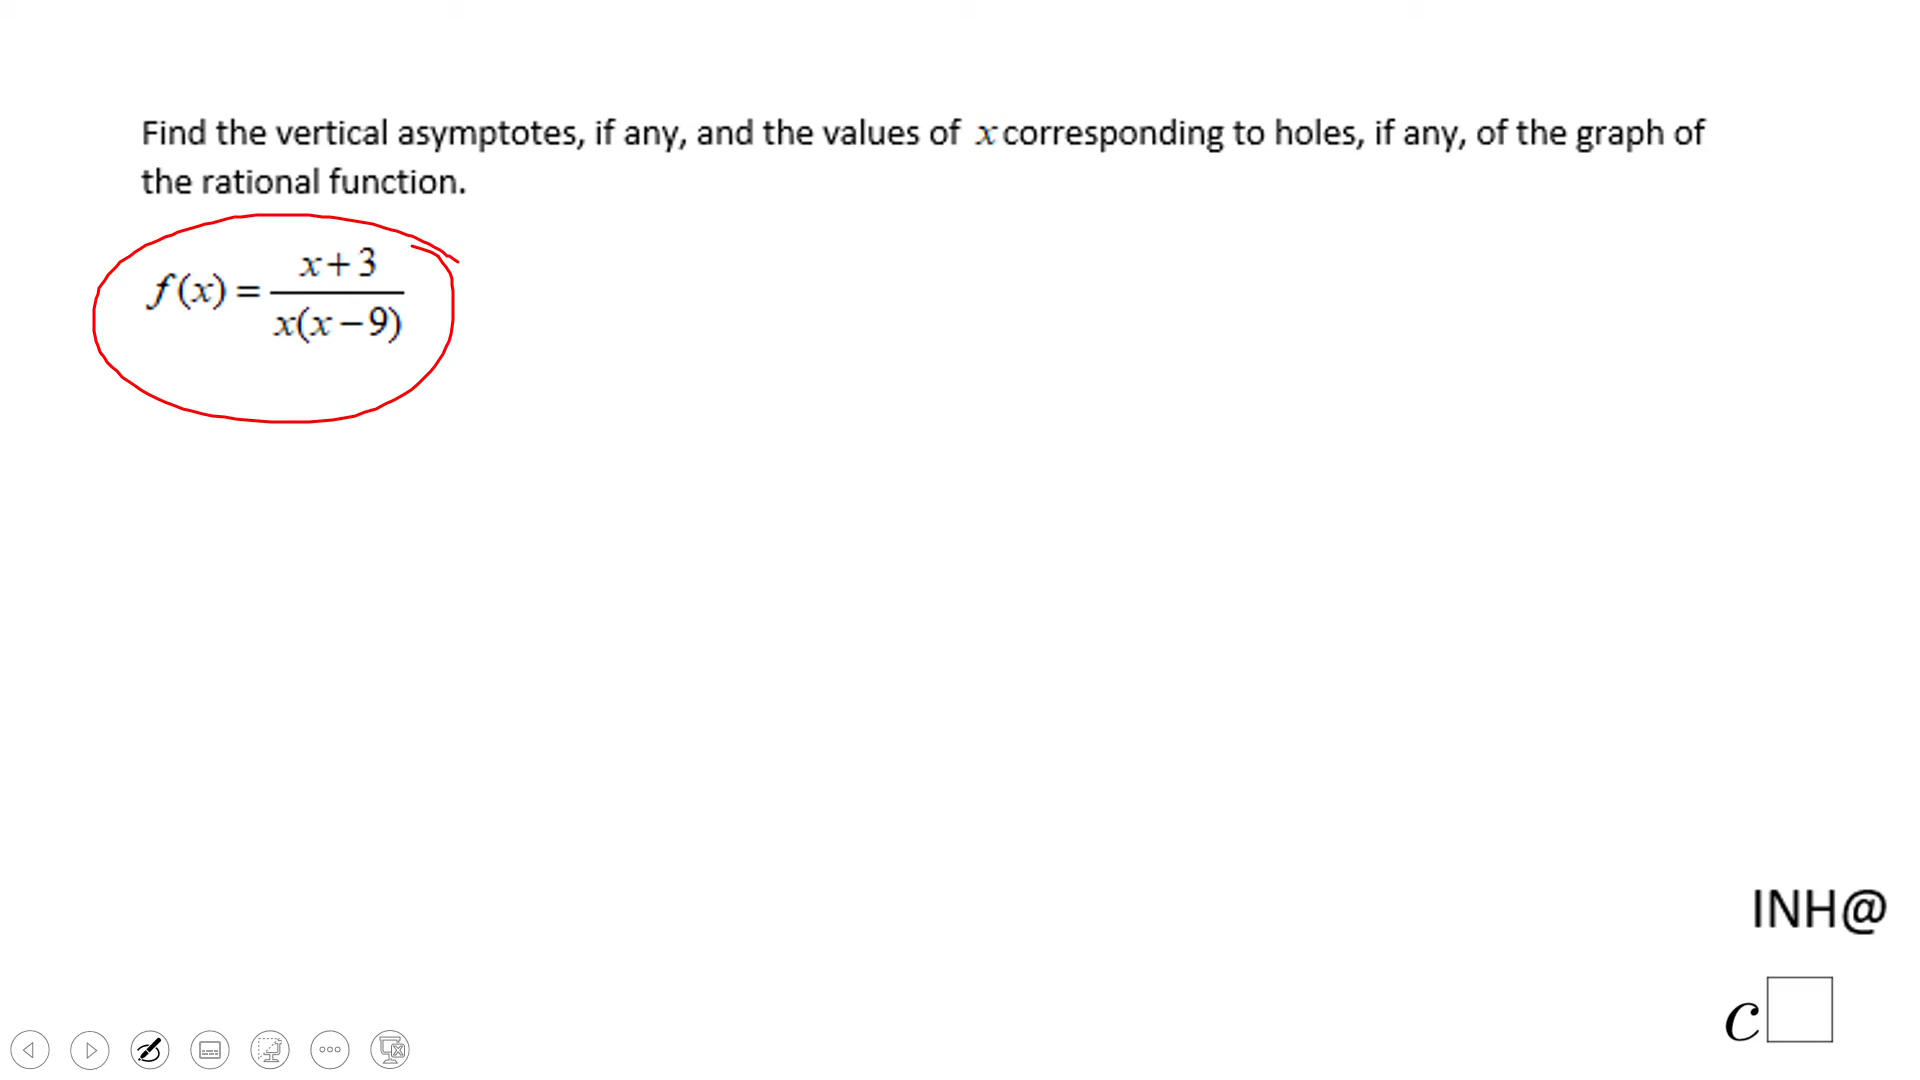 Find the vertical asymptotes, if any, and the values of x corresponding to holes, if any, of the graph of
the rational function.
f(x) = (x+3)/(x(x−9))
INH@
c□